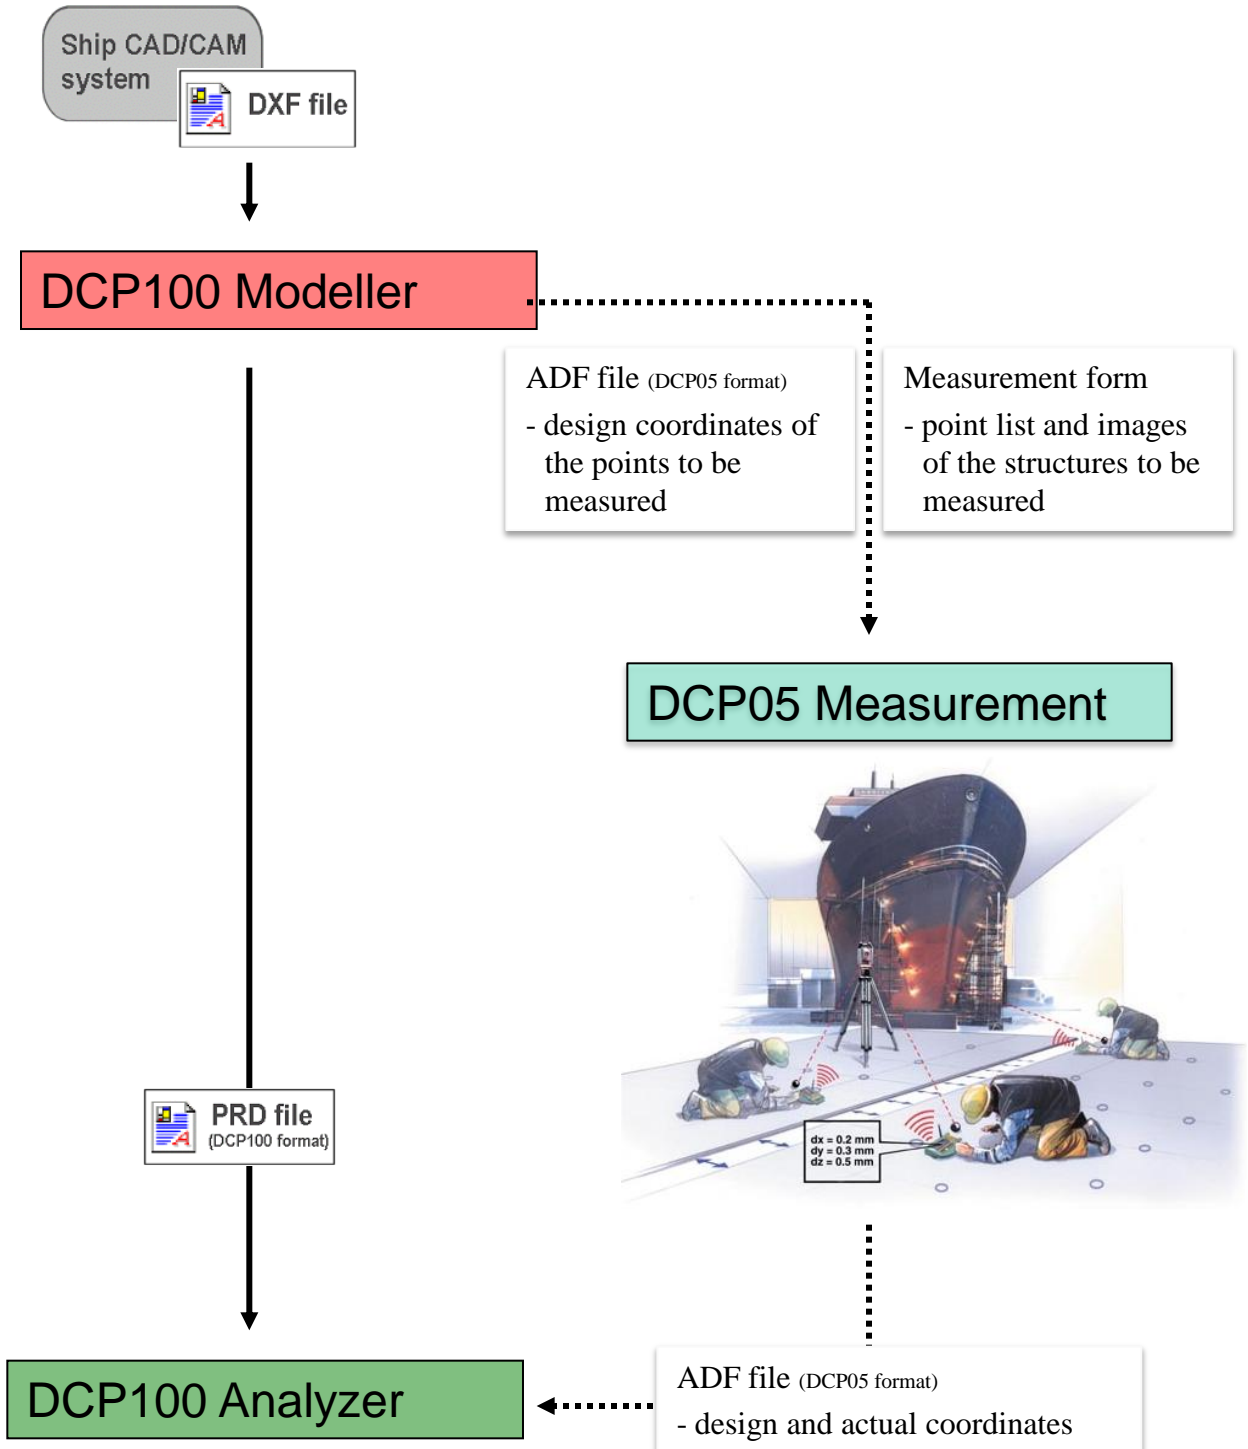 Ship CAD/CAM
system
DXF file
DCP100 Modeller
ADF file (DCP05 format)
- design coordinates of
the points to be
measured
Measurement form
- point list and images
of the structures to be
measured
DCP05 Measurement
dx = 0.2 mm
dy = 0.3 mm
dz = 0.5 mm
PRD file
(DCP100 format)
DCP100 Analyzer
ADF file (DCP05 format)
- design and actual coordinates